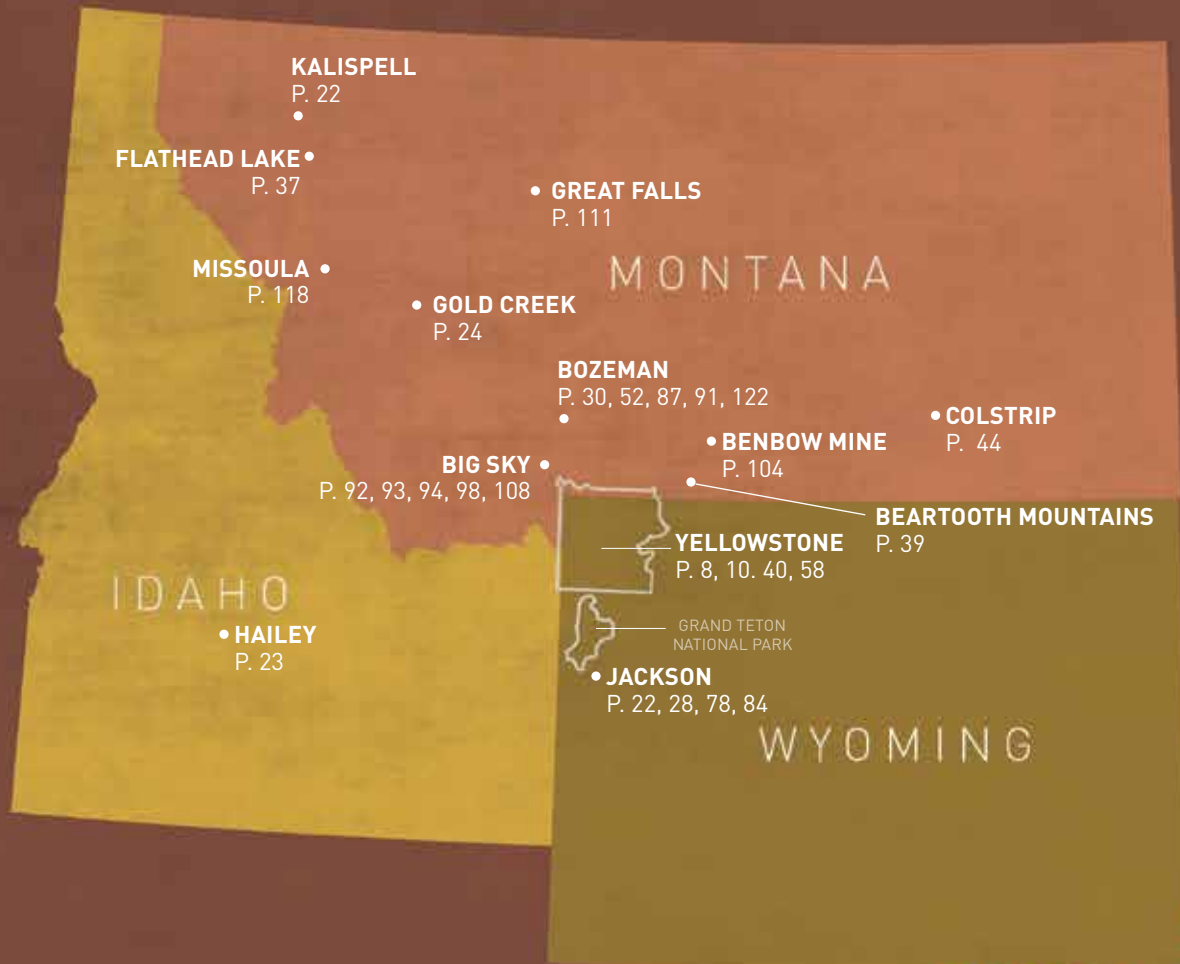 KALISPELL
P. 22
FLATHEAD LAKE
P. 37
GREAT FALLS
P. 111
MISSOULA
P. 118
MONTANA
GOLD CREEK
P. 24
BOZEMAN
P. 30, 52, 87, 91, 122
COLSTRIP
P. 44
BENBOW MINE
P. 104
BIG SKY
P. 92, 93, 94, 98, 108
BEARTOOTH MOUNTAINS
P. 39
YELLOWSTONE
P. 8, 10. 40, 58
IDAHO
HAILEY
P. 23
GRAND TETON
NATIONAL PARK
JACKSON
P. 22, 28, 78, 84
WYOMING